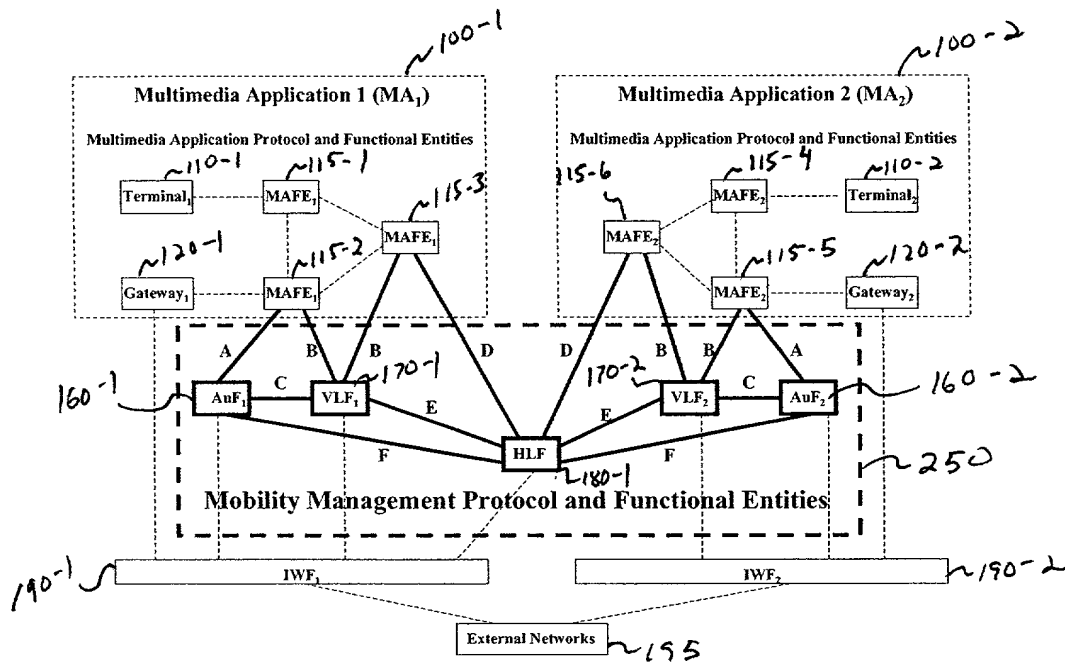 100-1
100-2
Multimedia Application 1 (MA1)
Multimedia Application 2 (MA2)
Multimedia Application Protocol and Functional Entities
Multimedia Application Protocol and Functional Entities
110-1
115-1
115-3
115-6
115-4
110-2
Terminal1
MAFE1
MAFE2
Terminal2
MAFE1
MAFE2
120-1
115-2
115-5
120-2
Gateway1
MAFE1
MAFE2
Gateway2
A
B
B
D
D
B
B
A
160-1
170-1
170-2
160-2
AuF1
C
VLF1
VLF2
C
AuF2
E
E
F
HLF
F
180-1
250
Mobility Management Protocol and Functional Entities
190-1
IWF1
IWF2
190-2
External Networks
195